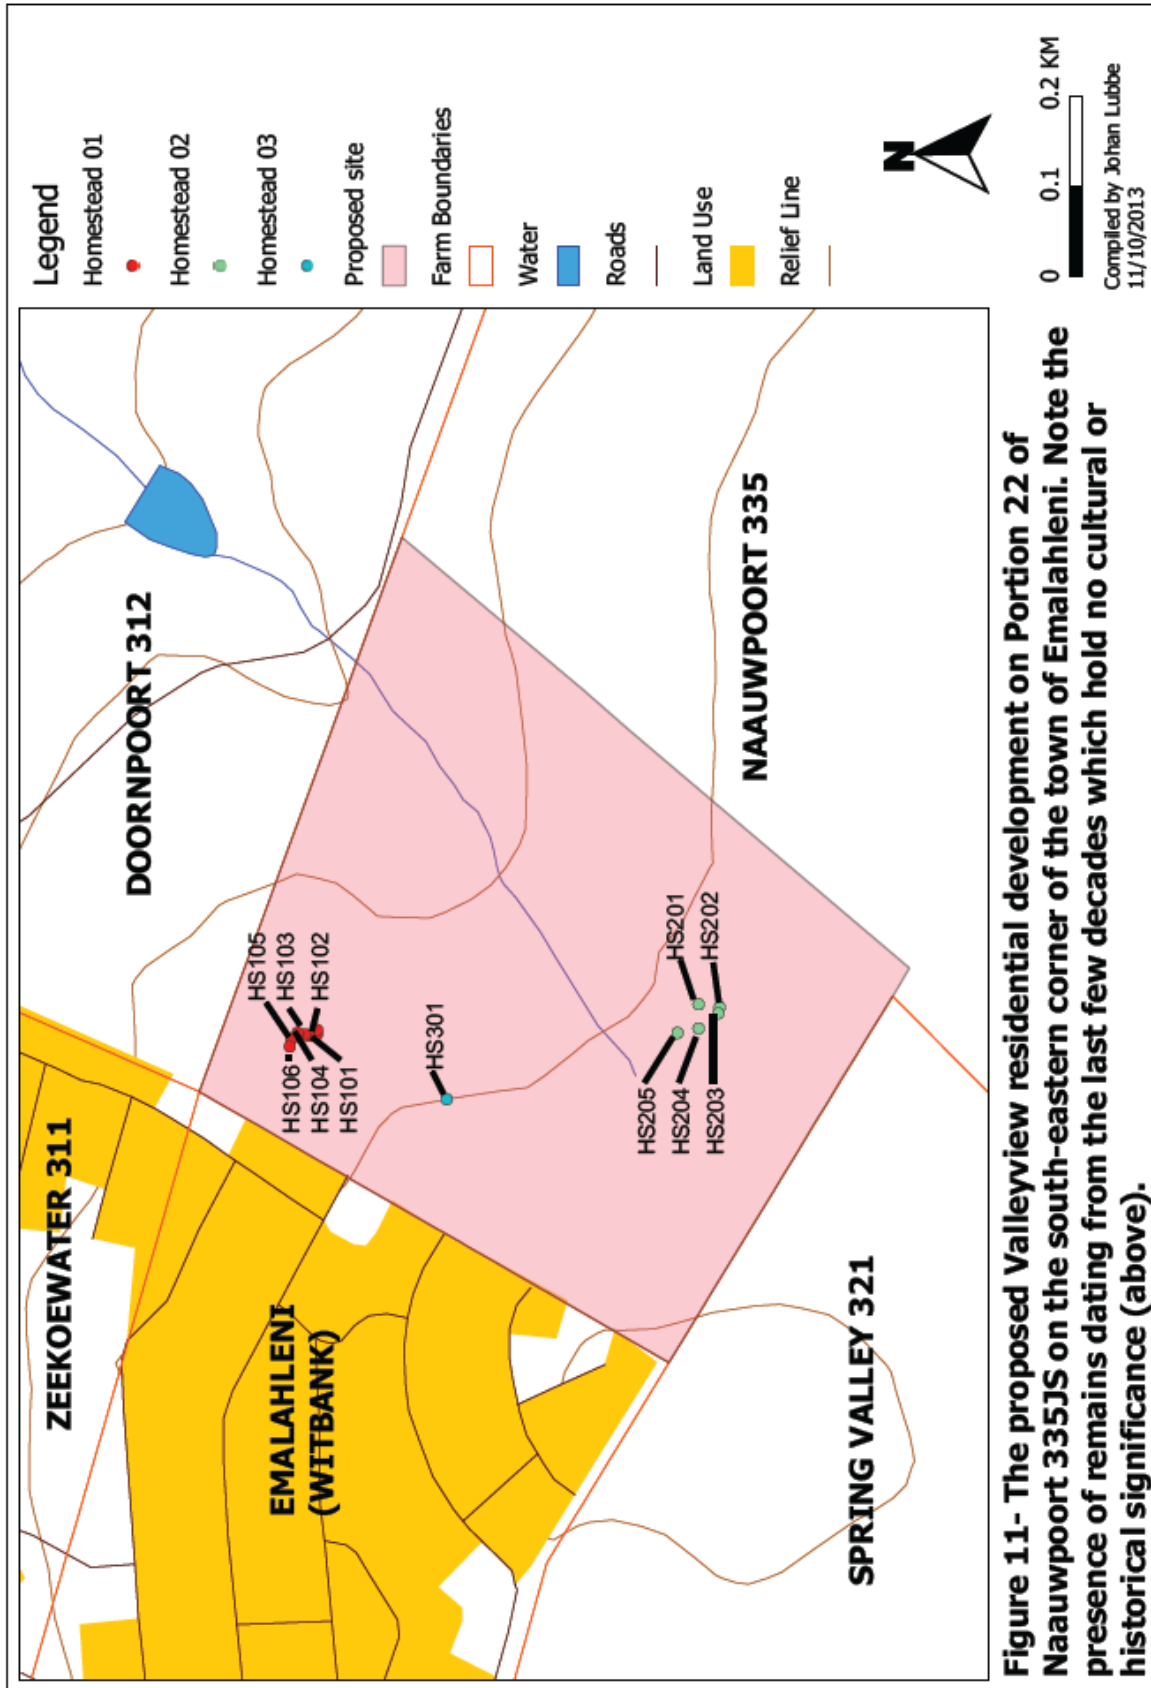 ZEEKOEWATER 311
DOORNPOORT 312
EMALAHLENI
(WITBANK)
HS105
HS103
HS102
HS106
HS104
HS101
HS301
HS201
HS202
HS205
HS204
HS203
NAAUWPOORT 335
SPRING VALLEY 321
Legend
Homestead 01
Homestead 02
Homestead 03
Proposed site
Farm Boundaries
Water
Roads
Land Use
Relief Line
N
0 0.1 0.2 KM
Compiled by Johan Lubbe
11/10/2013
Figure 11- The proposed Valleyview residential development on Portion 22 of
Naauwpoort 335JS on the south-eastern corner of the town of Emalahleni. Note the
presence of remains dating from the last few decades which hold no cultural or
historical significance (above).